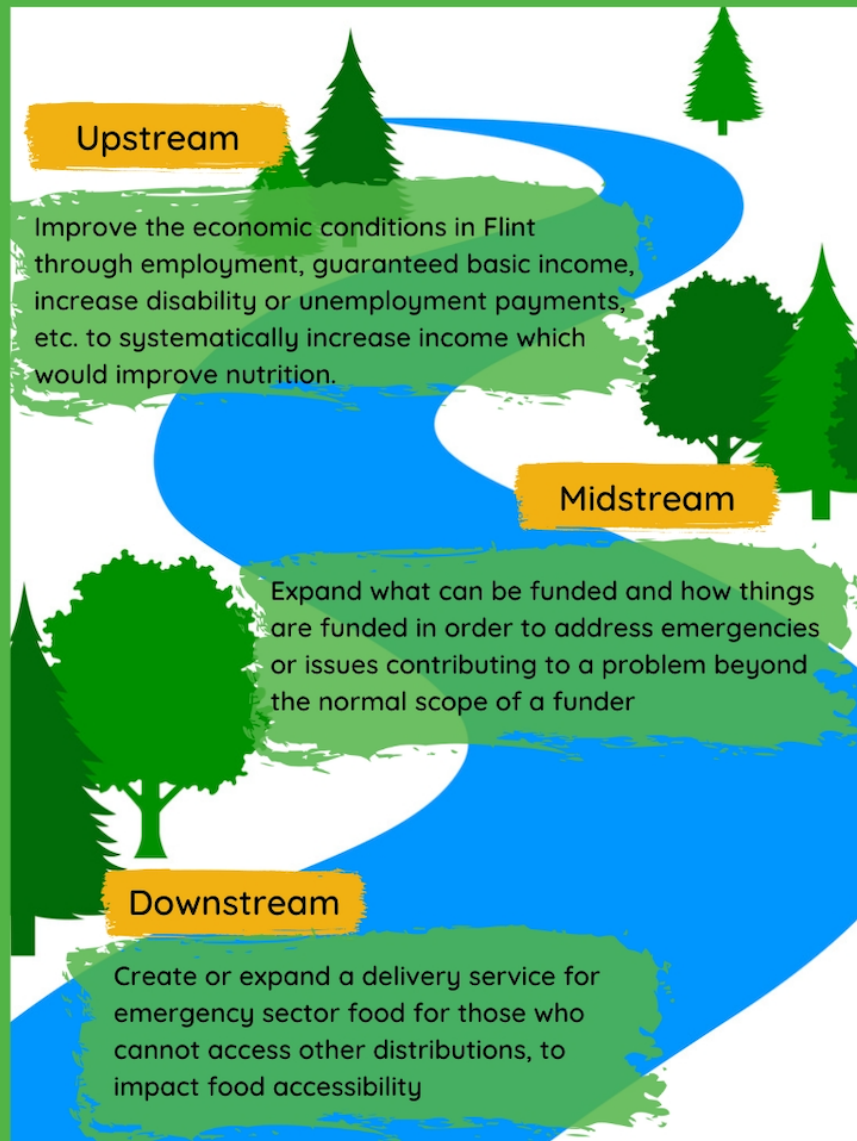 Upstream
Improve the economic conditions in Flint
through employment, guaranteed basic income,
increase disability or unemployment payments,
etc. to systematically increase income which
would improve nutrition.
Midstream
Expand what can be funded and how things
are funded in order to address emergencies
or issues contributing to a problem beyond
the normal scope of a funder
Downstream
Create or expand a delivery service for
emergency sector food for those who
cannot access other distributions, to
impact food accessibility